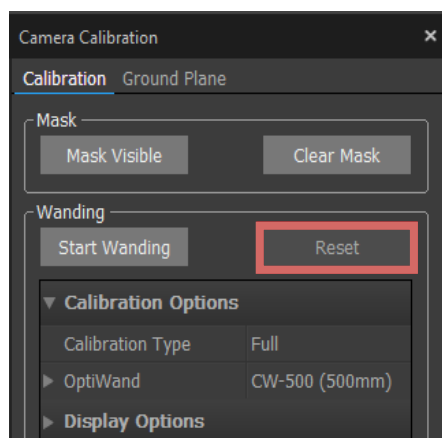 Camera Calibration ×
Calibration Ground Plane
Mask
Mask Visible Clear Mask
Wanding
Start Wanding Reset
Calibration Options
Calibration Type Full
OptiWand CW-500 (500mm)
Display Options